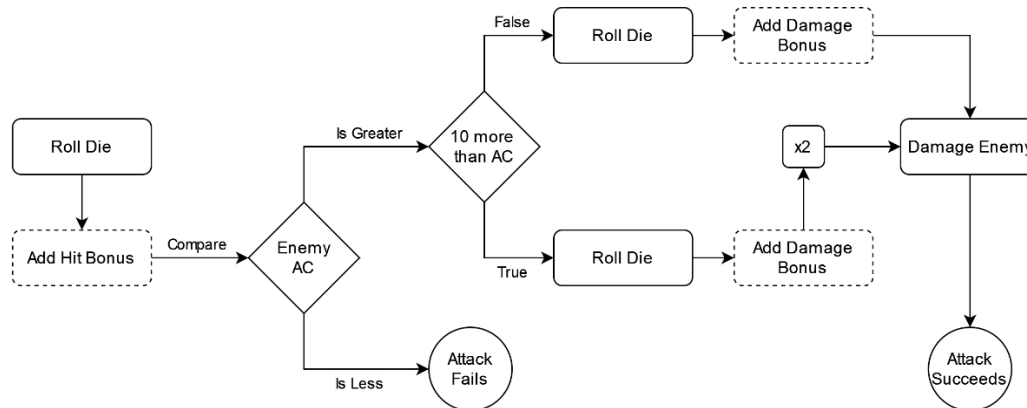 False
Roll Die
Add Damage
Bonus
Roll Die
Is Greater
10 more
than AC
x2
Damage Enemy
Add Hit Bonus
Compare
Enemy
AC
True
Roll Die
Add Damage
Bonus
Is Less
Attack
Fails
Attack
Succeeds